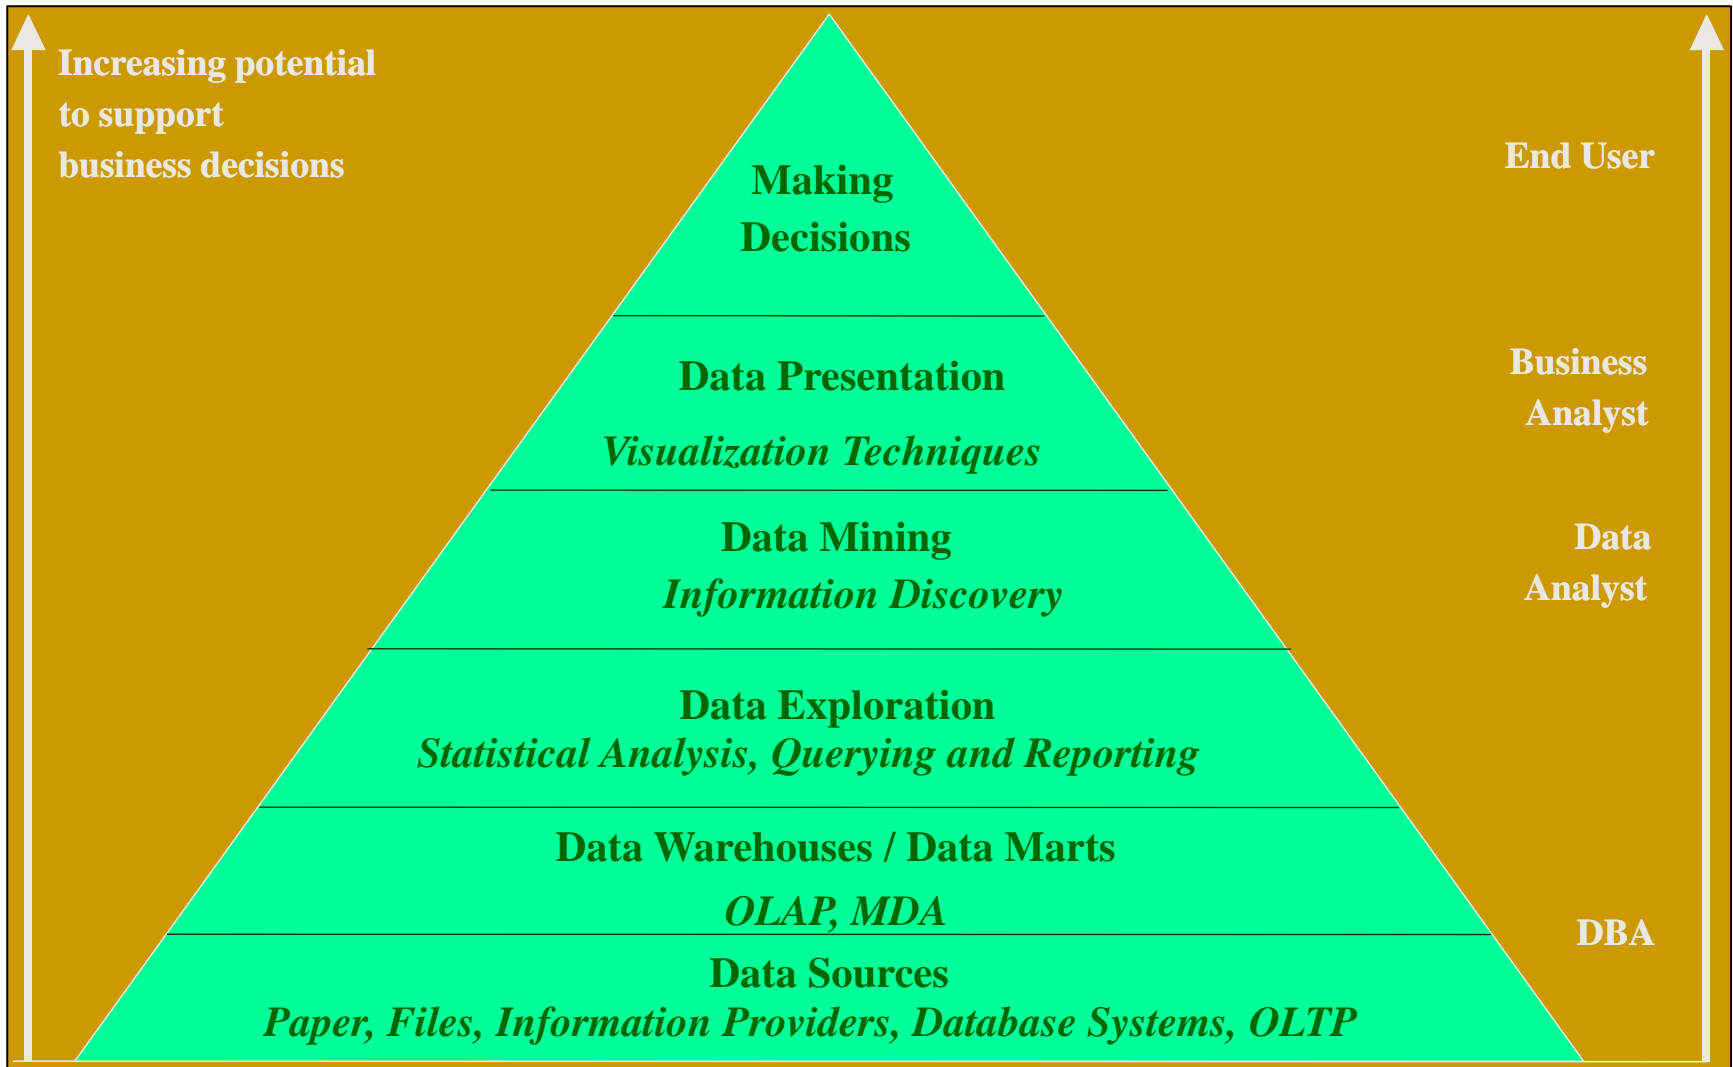 Increasing potential
to support
business decisions
End User
Making
Decisions
Business
Analyst
Data Presentation
Visualization Techniques
Data
Analyst
Data Mining
Information Discovery
Data Exploration
Statistical Analysis, Querying and Reporting
Data Warehouses / Data Marts
OLAP, MDA
DBA
Data Sources
Paper, Files, Information Providers, Database Systems, OLTP